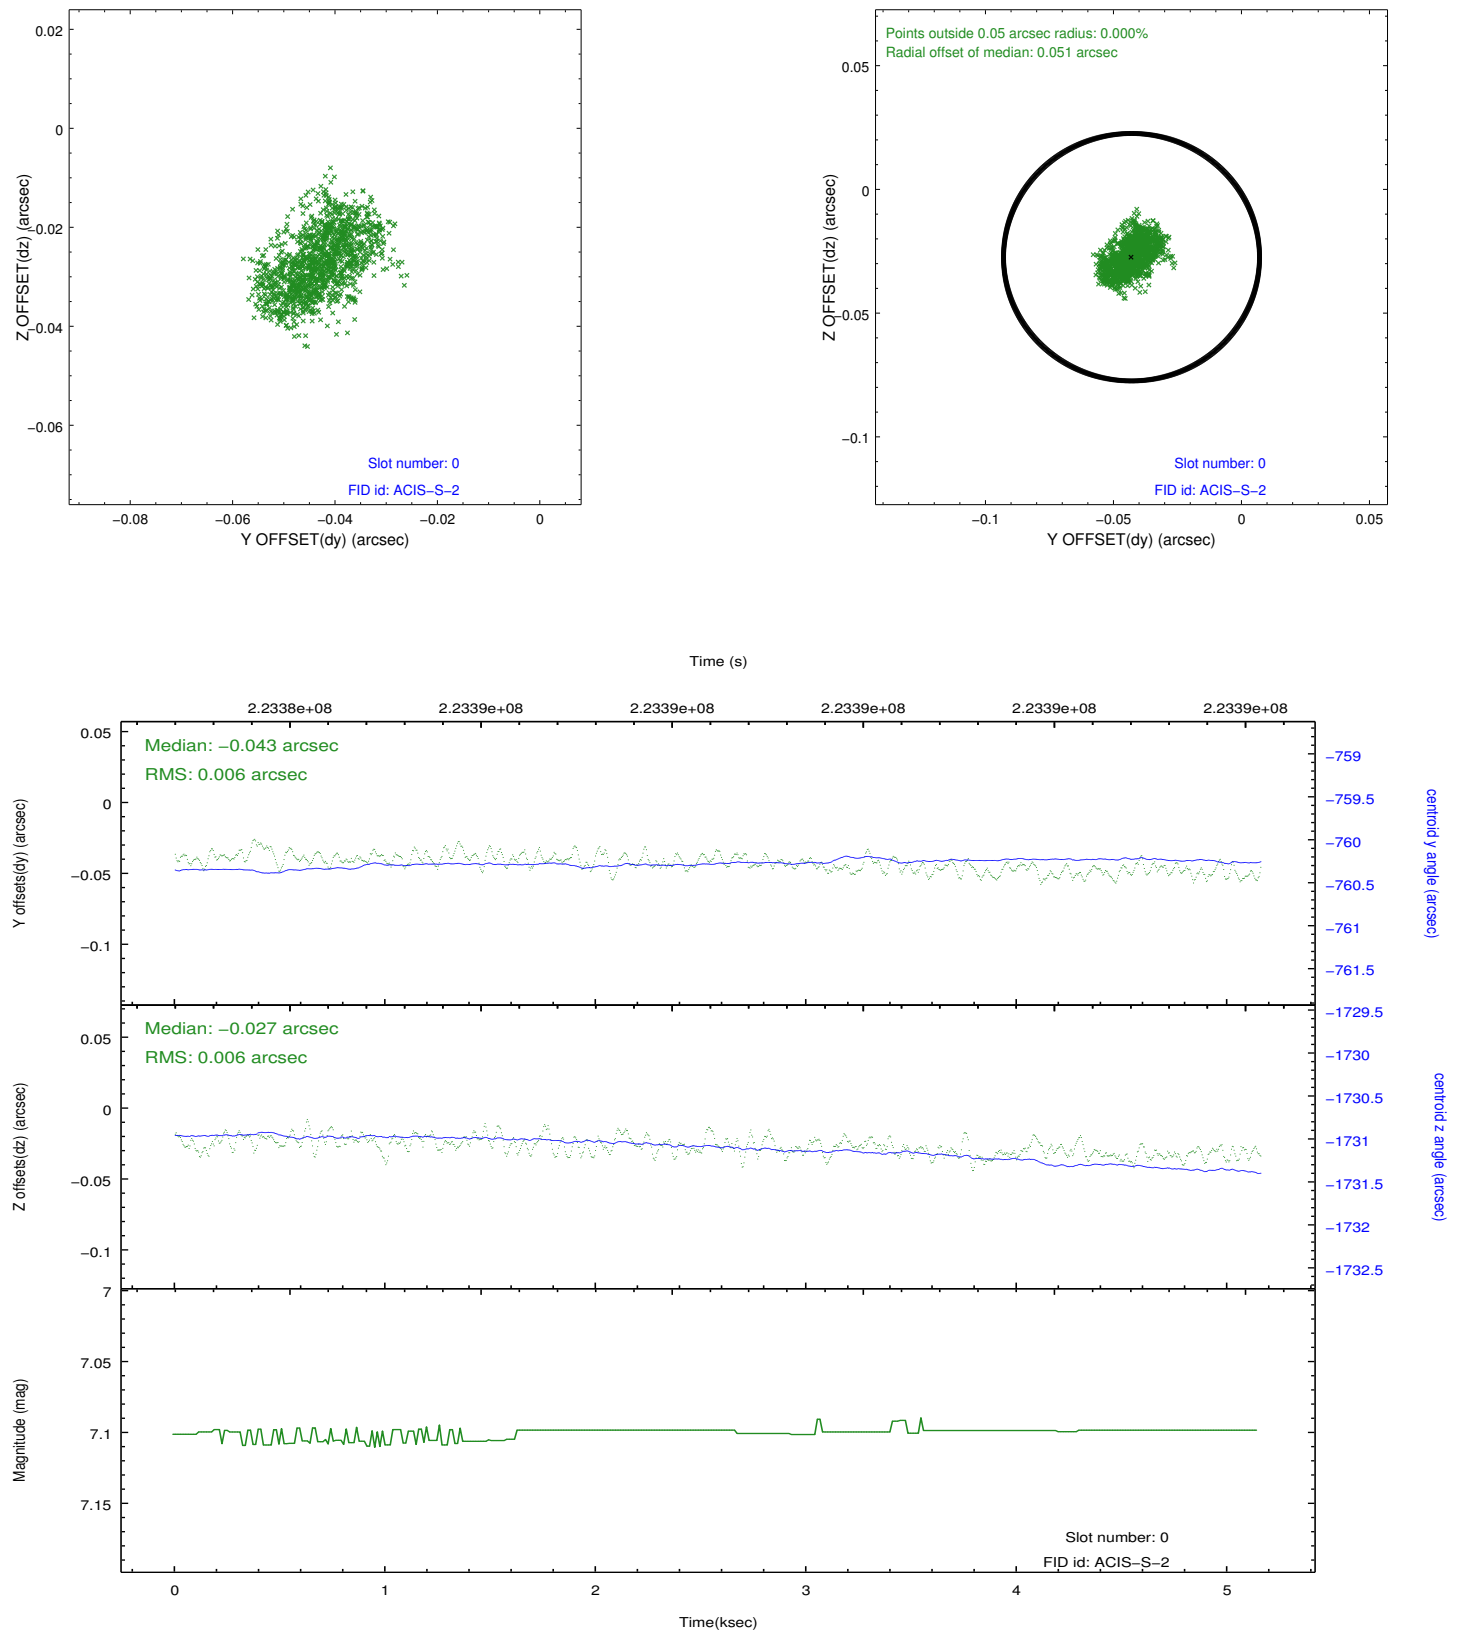 0.02
0
−0.02
−0.04
−0.06
Z OFFSET(dz) (arcsec)
Slot number: 0
FID id: ACIS−S−2
−0.08
−0.06
−0.04
−0.02
0
Y OFFSET(dy) (arcsec)
Points outside 0.05 arcsec radius: 0.000%
Radial offset of median: 0.051 arcsec
0.05
0
−0.05
−0.1
Z OFFSET(dz) (arcsec)
Slot number: 0
FID id: ACIS−S−2
−0.1
−0.05
0
0.05
Y OFFSET(dy) (arcsec)
Time (s)
2.2338e+08
2.2339e+08
2.2339e+08
2.2339e+08
2.2339e+08
2.2339e+08
Median: −0.043 arcsec
RMS: 0.006 arcsec
0.05
0
−0.05
−0.1
Y offsets(dy) (arcsec)
−759
−759.5
−760
−760.5
−761
−761.5
centroid y angle (arcsec)
Median: −0.027 arcsec
RMS: 0.006 arcsec
0.05
0
−0.05
−0.1
Z offsets(dz) (arcsec)
−1729.5
−1730
−1730.5
−1731
−1731.5
−1732
−1732.5
centroid z angle (arcsec)
7
7.05
7.1
7.15
Magnitude (mag)
Slot number: 0
FID id: ACIS−S−2
0
1
2
3
4
5
Time(ksec)